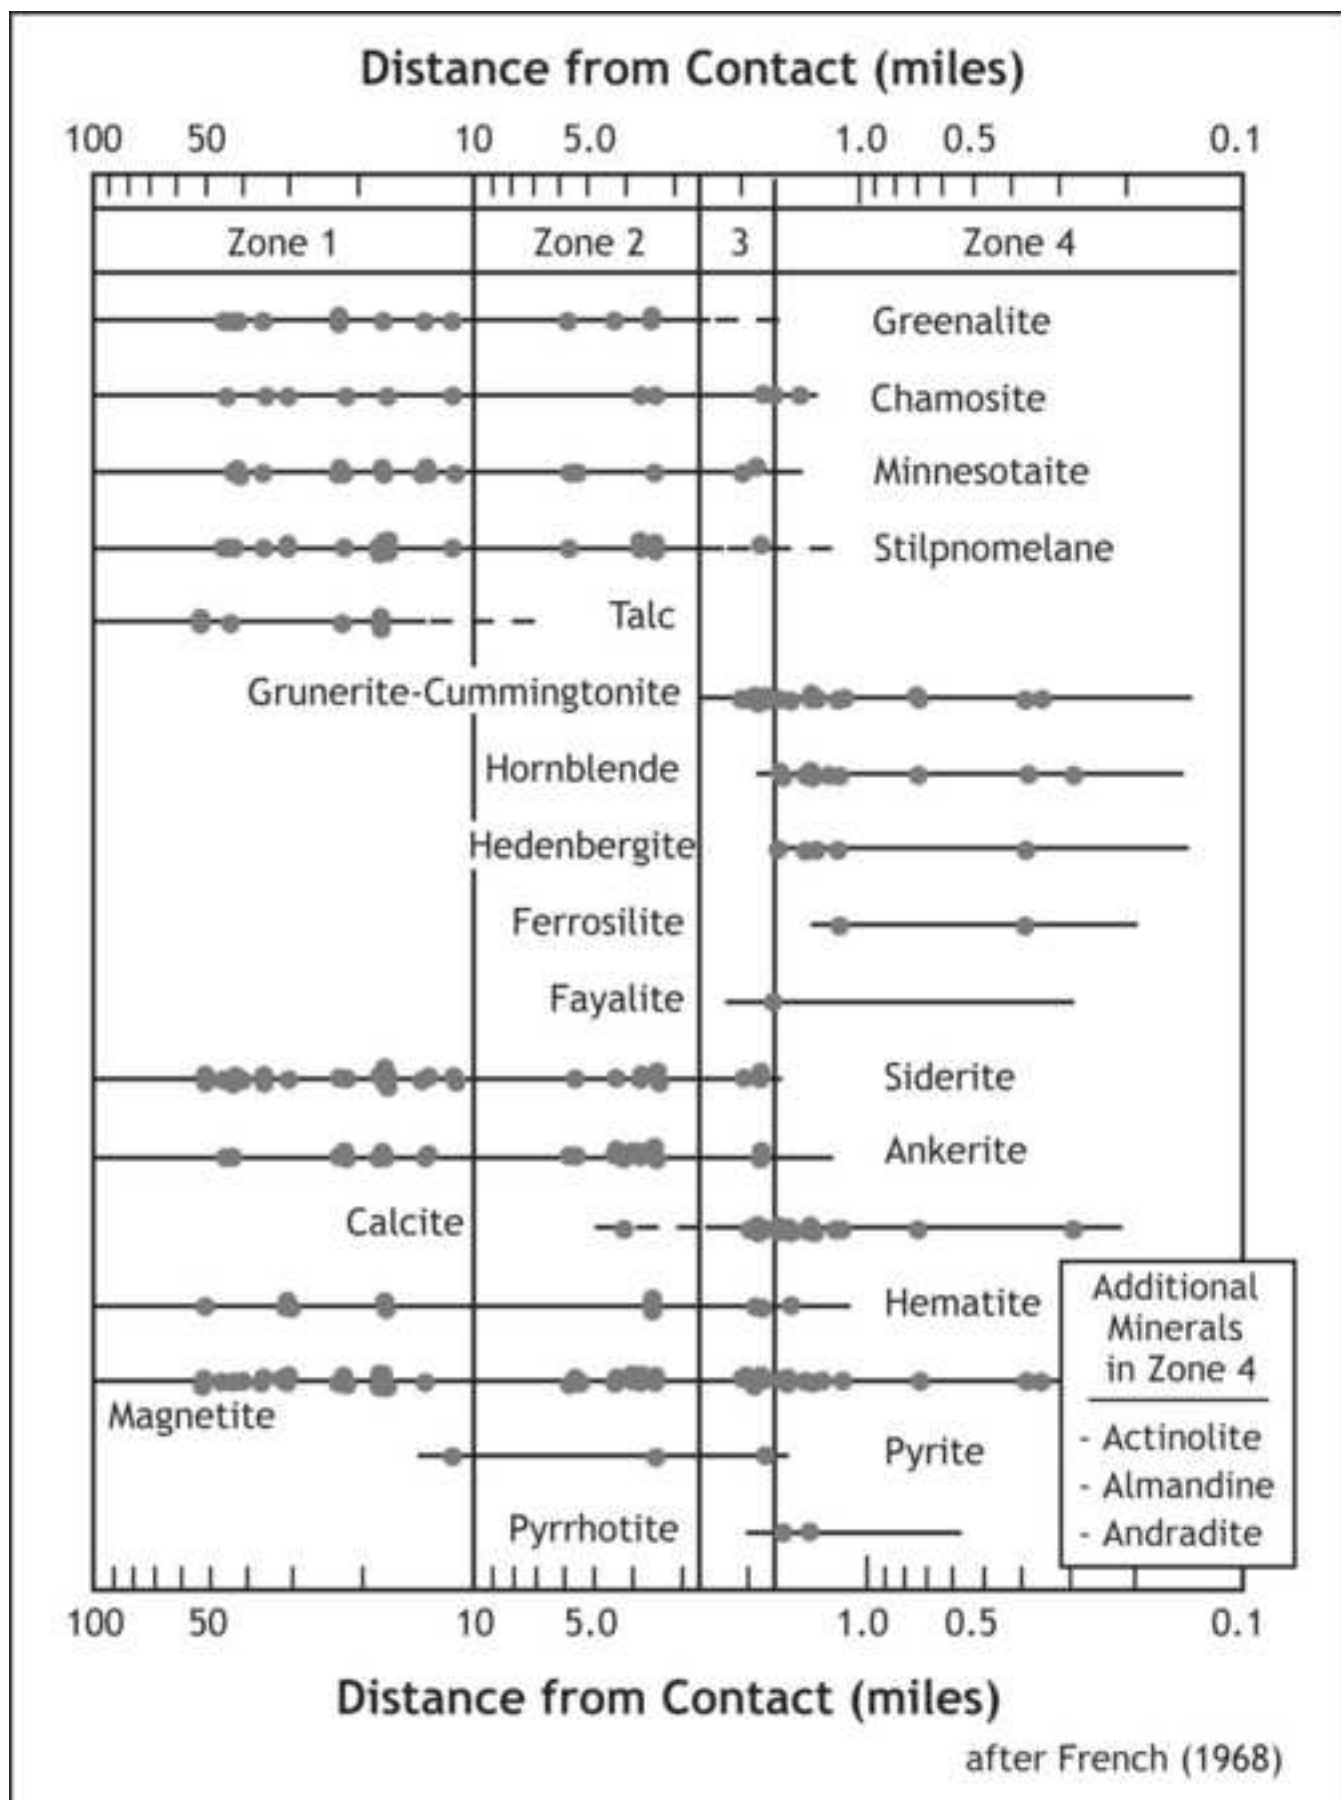 Distance from Contact (miles)
100 50 10 5.0 1.0 0.5 0.1
Zone 1 Zone 2 3 Zone 4
Greenalite
Chamosite
Minnesotaite
Stilpnomelane
Talc
Grunerite-Cummingtonite
Hornblende
Hedenbergite
Ferrosilite
Fayalite
Siderite
Ankerite
Calcite
Hematite
Magnetite
Pyrite
Pyrrhotite
Additional
Minerals
in Zone 4
- Actinolite
- Almandine
- Andradite
100 50 10 5.0 1.0 0.5 0.1
Distance from Contact (miles)
after French (1968)